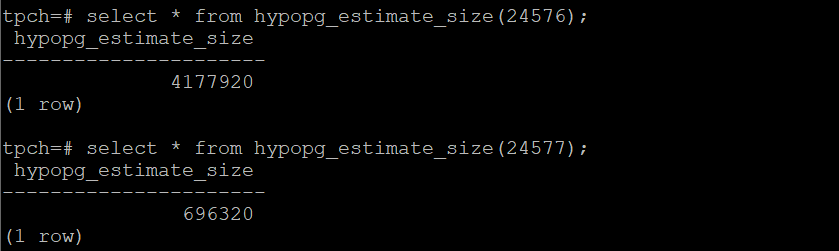 tpch=# select * from hypopg_estimate_size(24576);
 hypopg_estimate_size
----------------------
              4177920
(1 row)

tpch=# select * from hypopg_estimate_size(24577);
 hypopg_estimate_size
----------------------
               696320
(1 row)